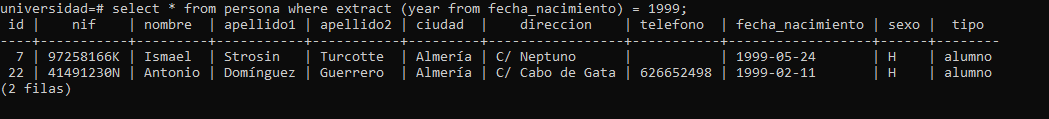 universidad=# select * from persona where extract (year from fecha_nacimiento) = 1999;
 id |    nif    | nombre  | apellido1 | apellido2 | ciudad  |    direccion    | telefono  | fecha_nacimiento | sexo |  tipo
----+-----------+---------+-----------+-----------+---------+-----------------+-----------+------------------+------+--------
  7 | 97258166K | Ismael  | Strosin   | Turcotte  | Almería | C/ Neptuno      |           | 1999-05-24       | H    | alumno
 22 | 41491230N | Antonio | Domínguez | Guerrero  | Almería | C/ Cabo de Gata | 626652498 | 1999-02-11       | H    | alumno
(2 filas)